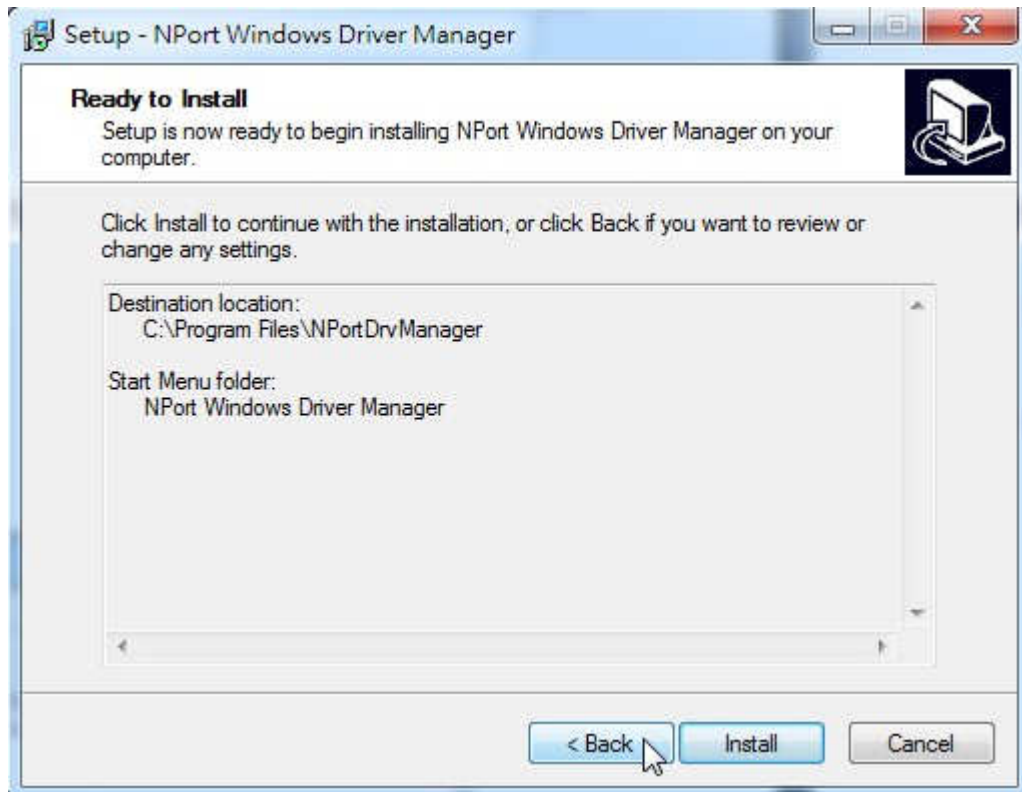 Setup - NPort Windows Driver Manager
Ready to Install
Setup is now ready to begin installing NPort Windows Driver Manager on your
computer.
Click Install to continue with the installation, or click Back if you want to review or
change any settings.
Destination location:
C:\Program Files\NPortDrvManager
Start Menu folder:
NPort Windows Driver Manager
< Back
Install
Cancel